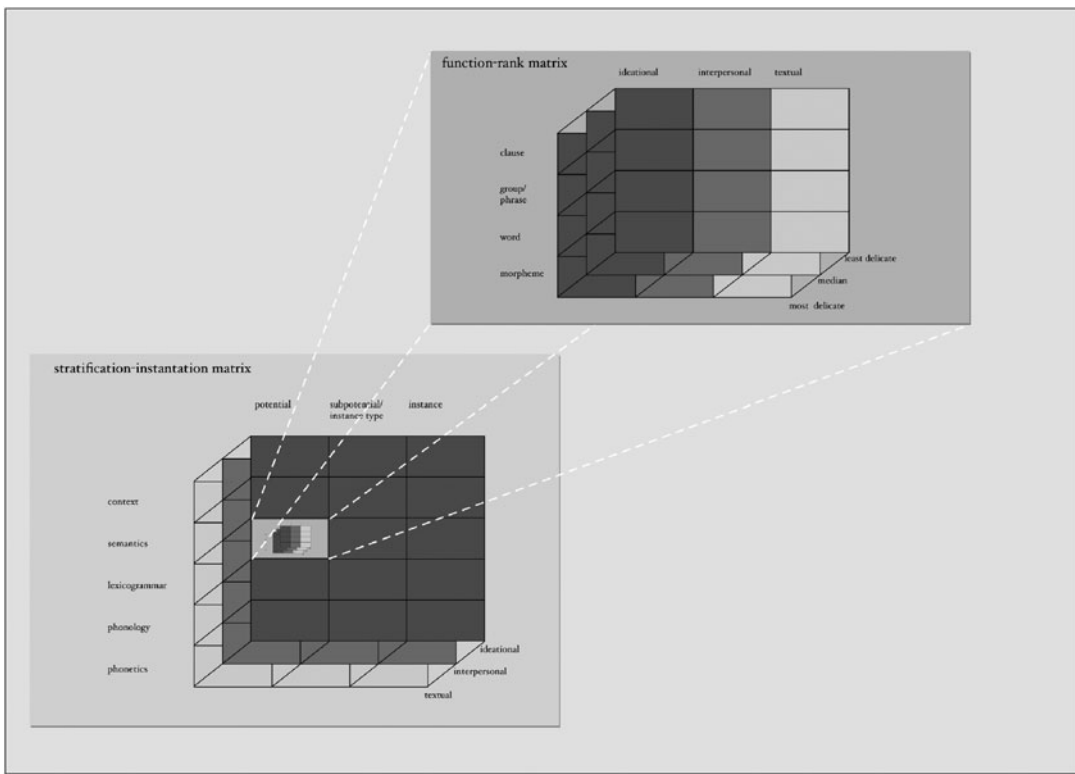 function-rank matrix
ideational interpersonal textual
clause
group/
phrase
word
morpheme
least delicate
median
most delicate
stratification-instantation matrix
potential subpotential/ instance
instance type
context
semantics
lexicogrammar
phonology
phonetics
ideational
interpersonal
textual